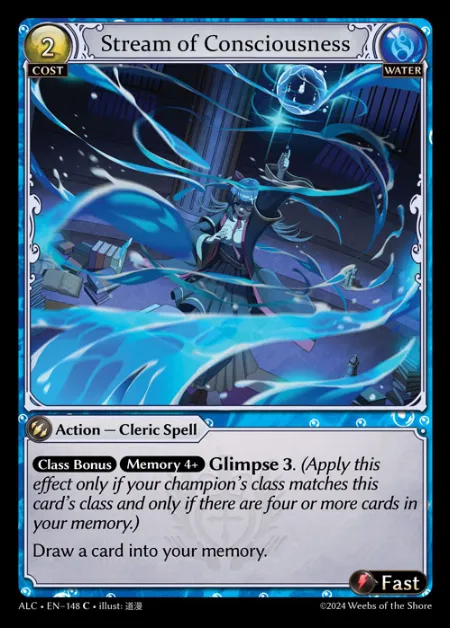 2
Stream of Consciousness
COST
WATER
Action — Cleric Spell
Class Bonus Memory 4+ Glimpse 3. (Apply this
effect only if your champion's class matches this
card's class and only if there are four or more cards in
your memory.)
Draw a card into your memory.
Fast
ALC • EN-148 C • illust: 道漫
©2024 Weebs of the Shore